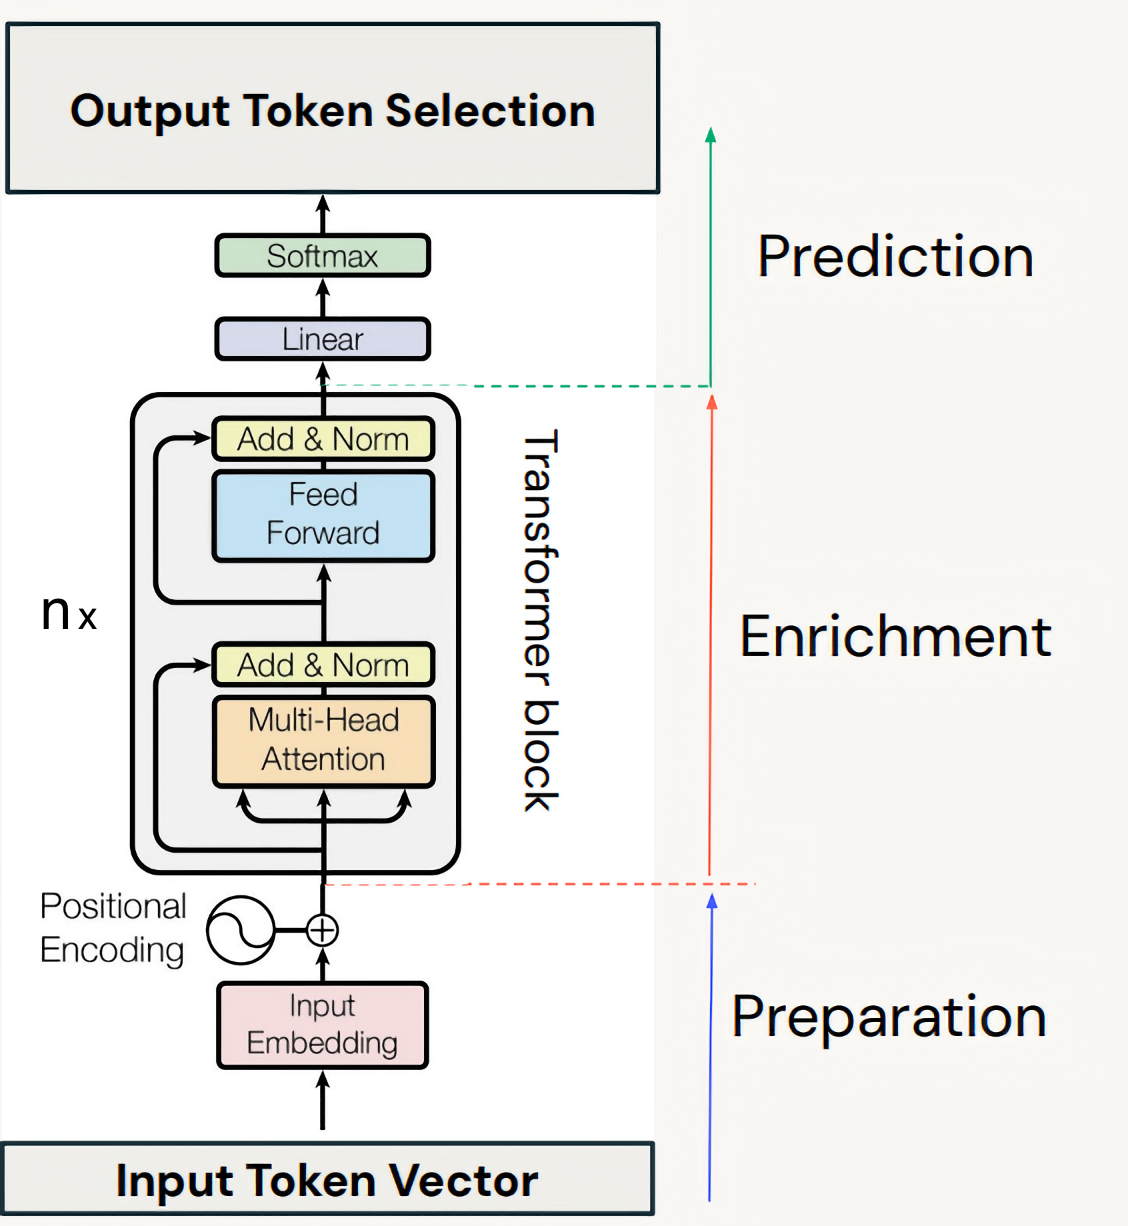 Output Token Selection
Softmax
Linear
Prediction
Add & Norm
Feed
Forward
n x
Add & Norm
Multi-Head
Attention
Transformer block
Enrichment
Positional
Encoding
Input
Embedding
Preparation
Input Token Vector